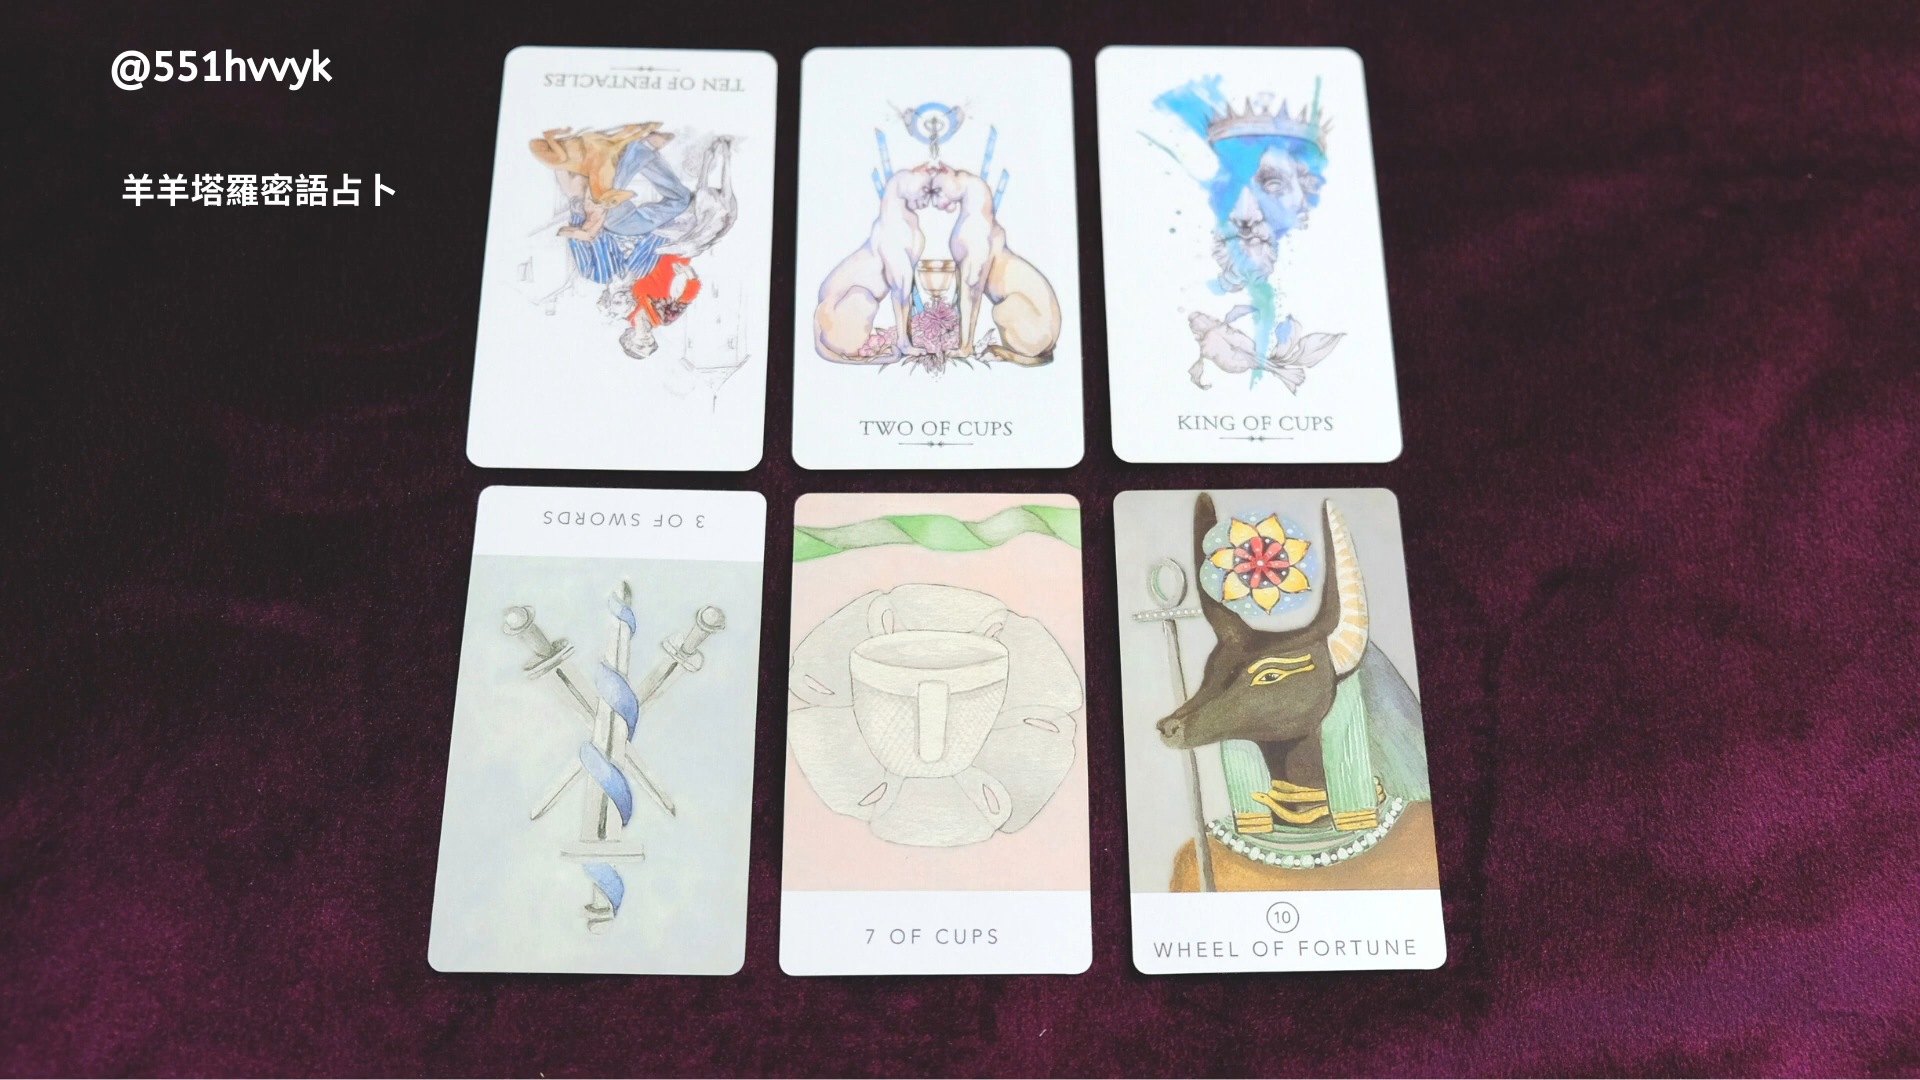 @551hvvyk
羊羊塔羅密語占卜
TEN OF PENTACLES
TWO OF CUPS
KING OF CUPS
3 OF SWORDS
7 OF CUPS
10
WHEEL OF FORTUNE